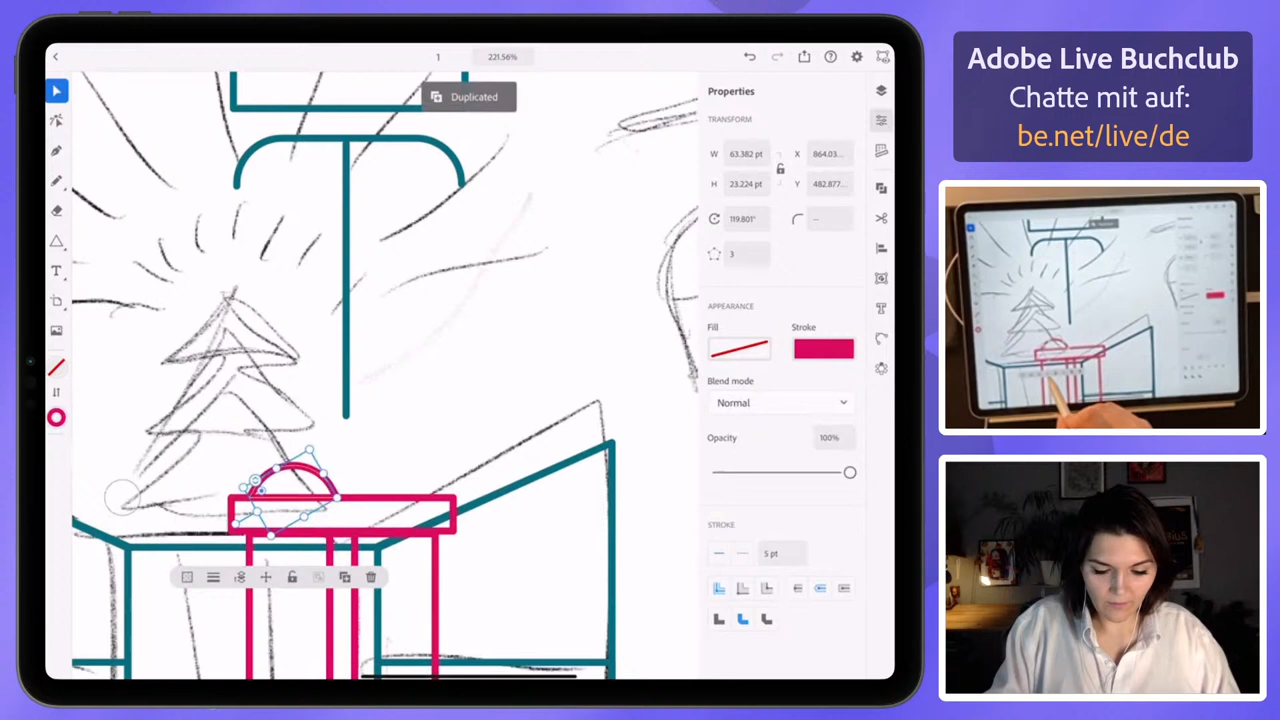 1
221.56%
Duplicated
Properties
TRANSFORM
W 63.382 pt X 864.03...
H 23.224 pt Y 482.877...
119.801° --
3
APPEARANCE
Fill Stroke
Blend mode
Normal
Opacity 100%
STROKE
5 pt
Adobe Live Buchclub
Chatte mit auf:
be.net/live/de